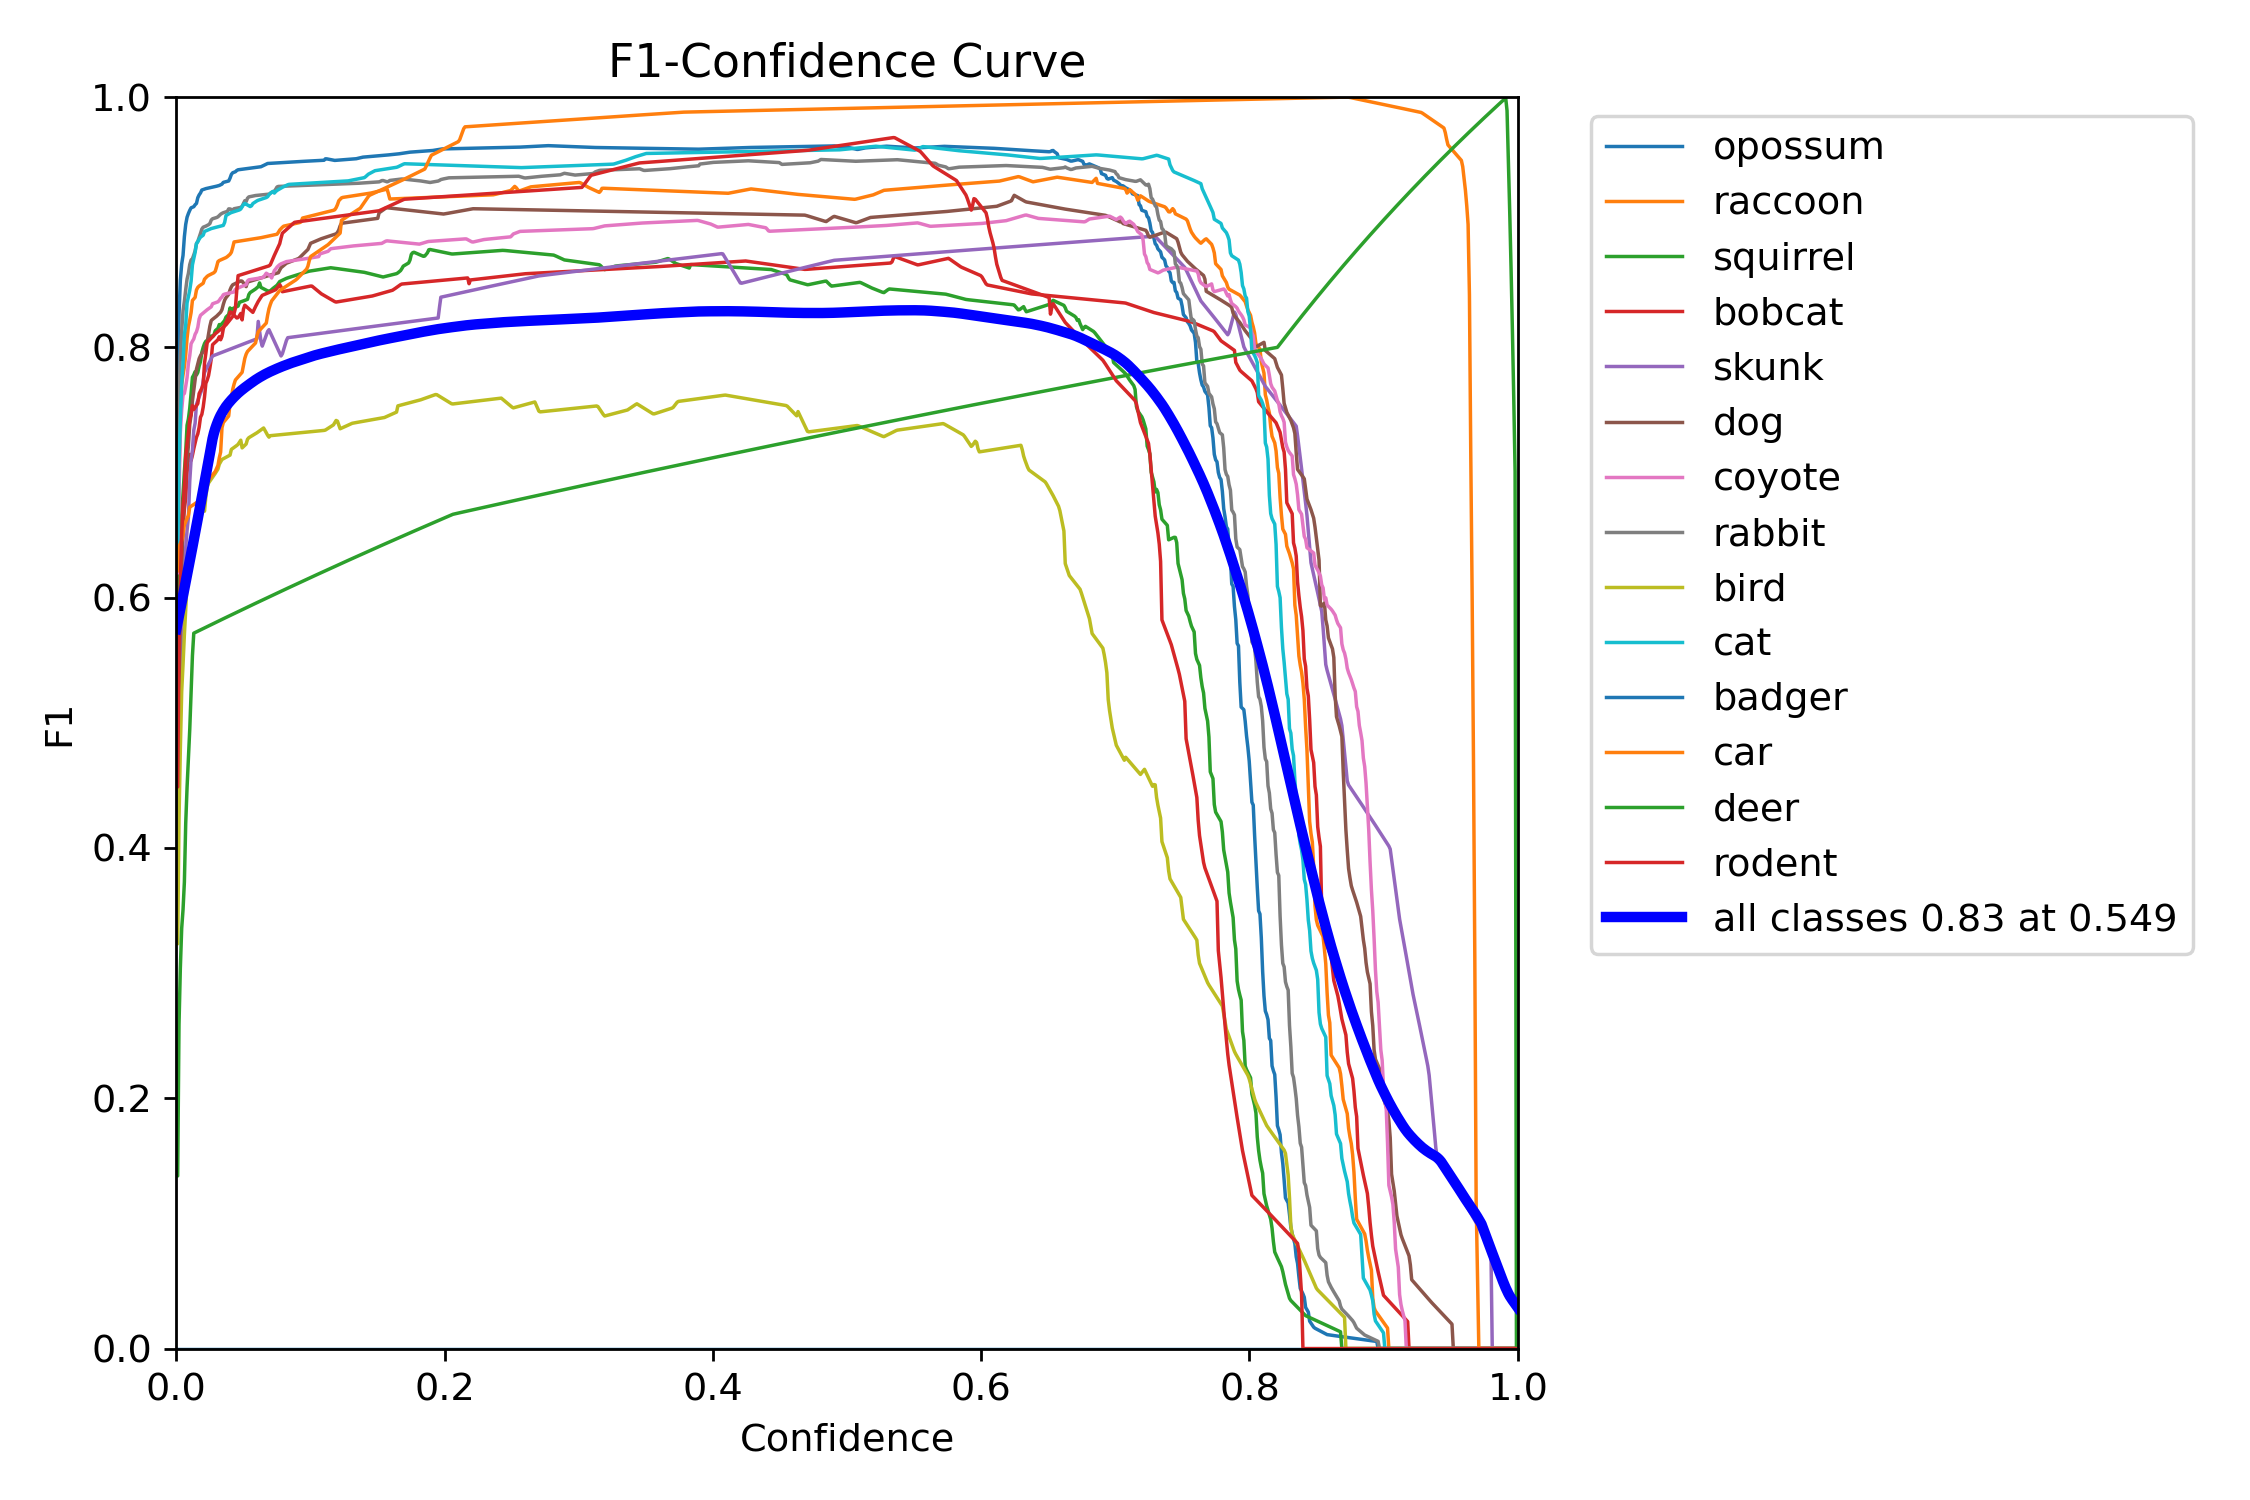 F1-Confidence Curve
1.0
0.8
0.6
0.4
0.2
0.0
F1
0.0 0.2 0.4 0.6 0.8 1.0
Confidence
opossum
raccoon
squirrel
bobcat
skunk
dog
coyote
rabbit
bird
cat
badger
car
deer
rodent
all classes 0.83 at 0.549